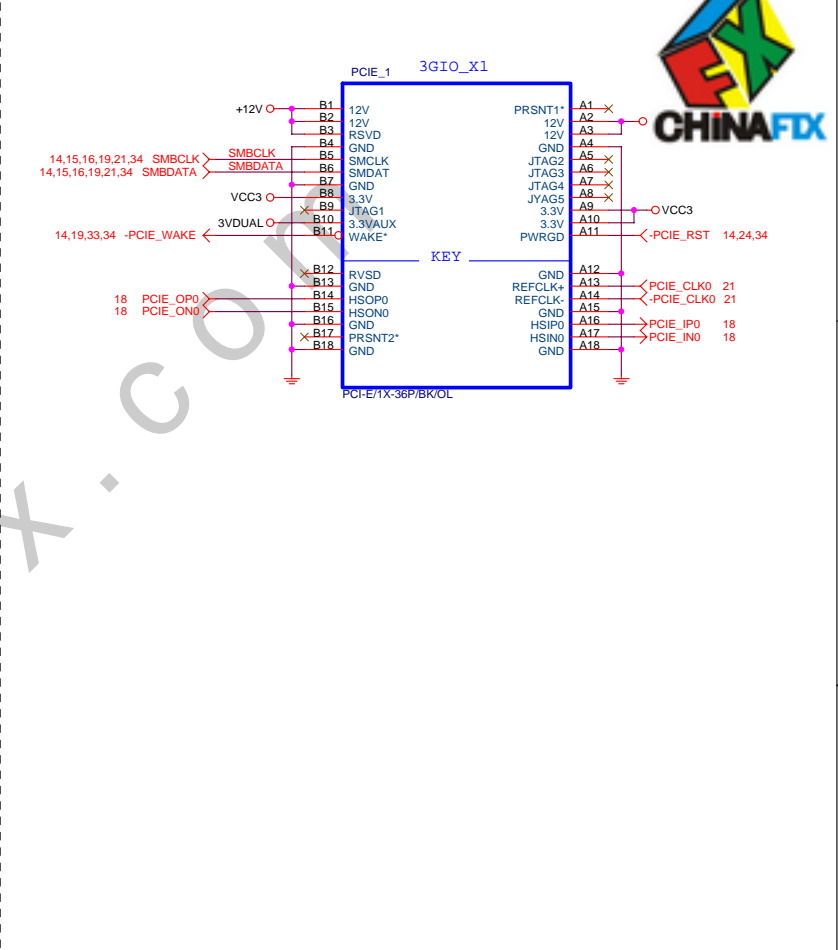 CHINAFIX
PCIE_1 3GIO_X1
+12V B1 12V PRSNT1* A1
B2 12V 12V A2
B3 RSVD 12V A3
B4 GND GND A4
14,15,16,19,21,34 SMBCLK SMBCLK B5 SMCLK JTAG2 A5
14,15,16,19,21,34 SMBDATA SMBDATA B6 SMDAT JTAG3 A6
B7 GND JTAG4 A7
VCC3 B8 3.3V JYAG5 A8
B9 JTAG1 3.3V A9 VCC3
3VDUAL B10 3.3VAUX 3.3V A10
14,19,33,34 -PCIE_WAKE B11 WAKE* PWRGD A11 -PCIE_RST 14,24,34
KEY
B12 RVSD GND A12
B13 GND REFCLK+ A13 PCIE_CLK0 21
18 PCIE_OP0 B14 HSOP0 REFCLK- A14 -PCIE_CLK0 21
18 PCIE_ON0 B15 HSON0 GND A15
B16 GND HSIP0 A16 PCIE_IP0 18
B17 PRSNT2* HSIN0 A17 PCIE_IN0 18
B18 GND GND A18
PCI-E/1X-36P/BK/OL
x.com